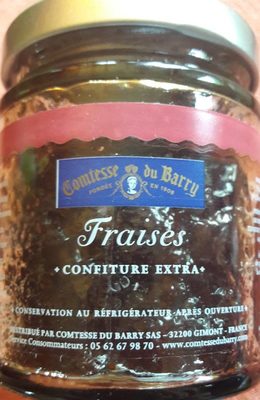 Comtesse du Barry
FONDÉE EN 1908
Fraises
• CONFITURE EXTRA •
• CONSERVATION AU RÉFRIGÉRATEUR APRÈS OUVERTURE •
DISTRIBUÉ PAR COMTESSE DU BARRY SAS - 32200 GIMONT - FRANCE
Service Consommateurs : 05 62 67 98 70 - www.comtessedubarry.com